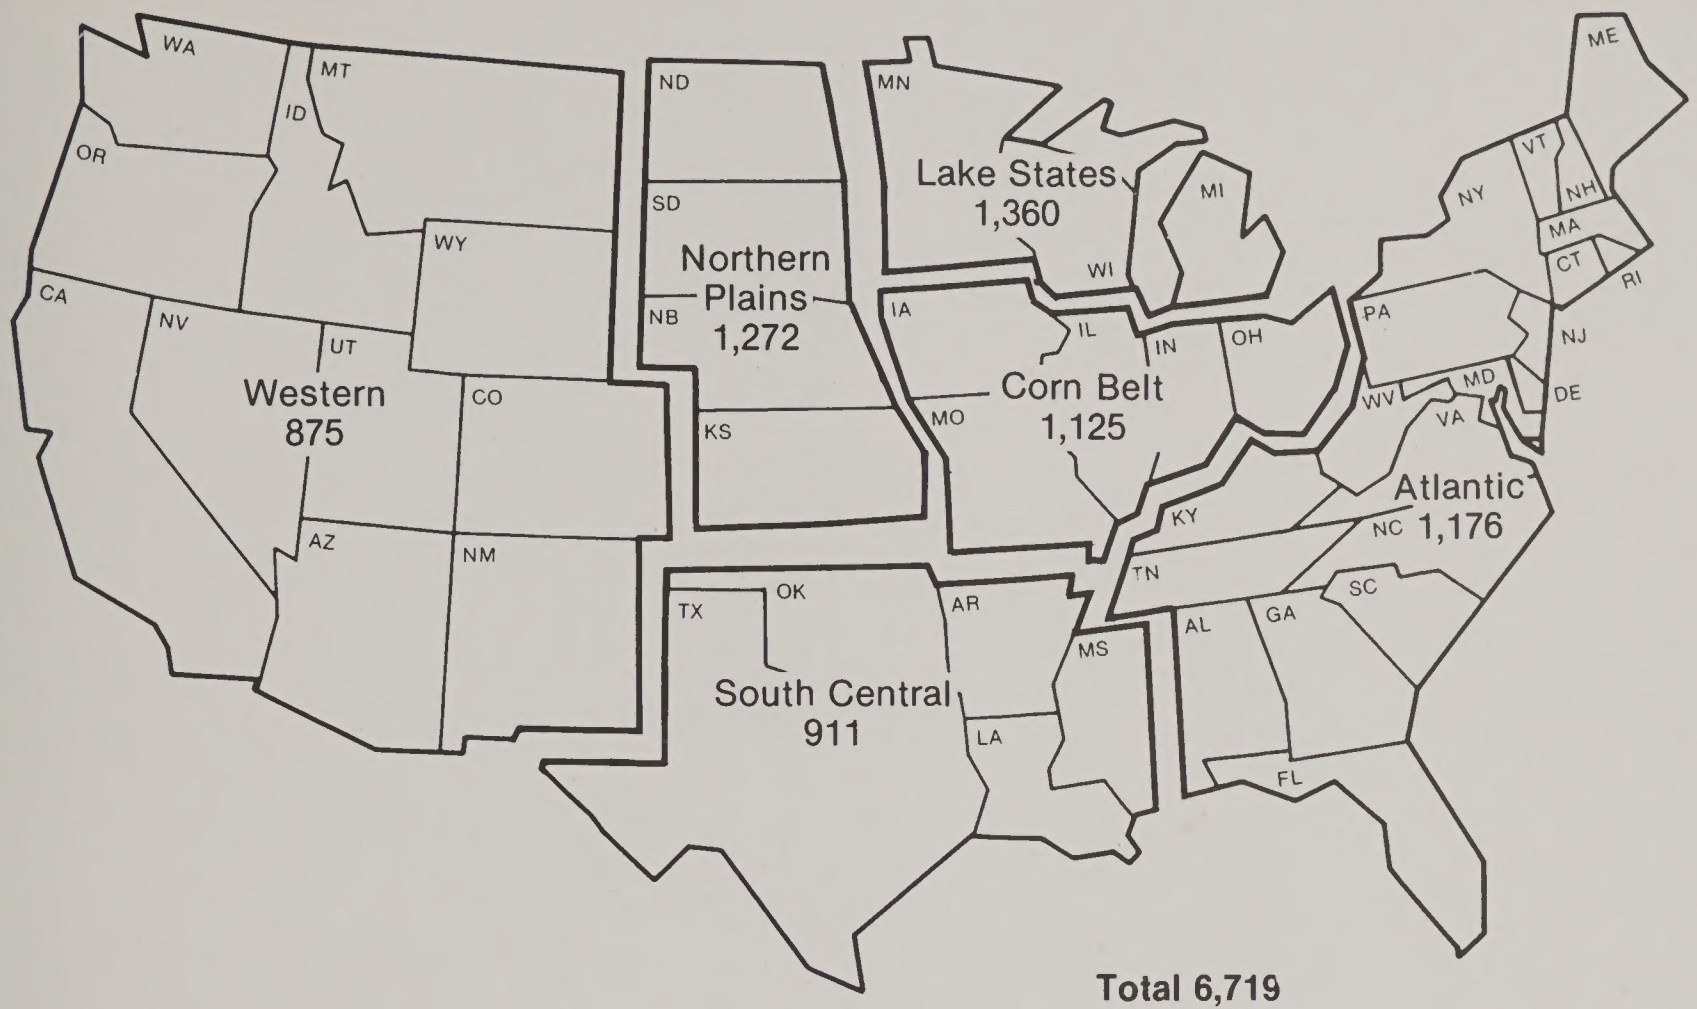 WA
MT
ID
OR
WY
CA
NV
UT
CO
Western
875
AZ
NM
ND
SD
Northern
Plains
1,272
NB
KS
MN
Lake States
1,360
MI
WI
IA
IL
IN
OH
Corn Belt
1,125
MO
TX
OK
AR
MS
South Central
911
LA
ME
VT
NH
NY
MA
CT
RI
PA
NJ
MD
DE
WV
VA
Atlantic
1,176
KY
NC
TN
SC
AL
GA
FL
Total 6,719